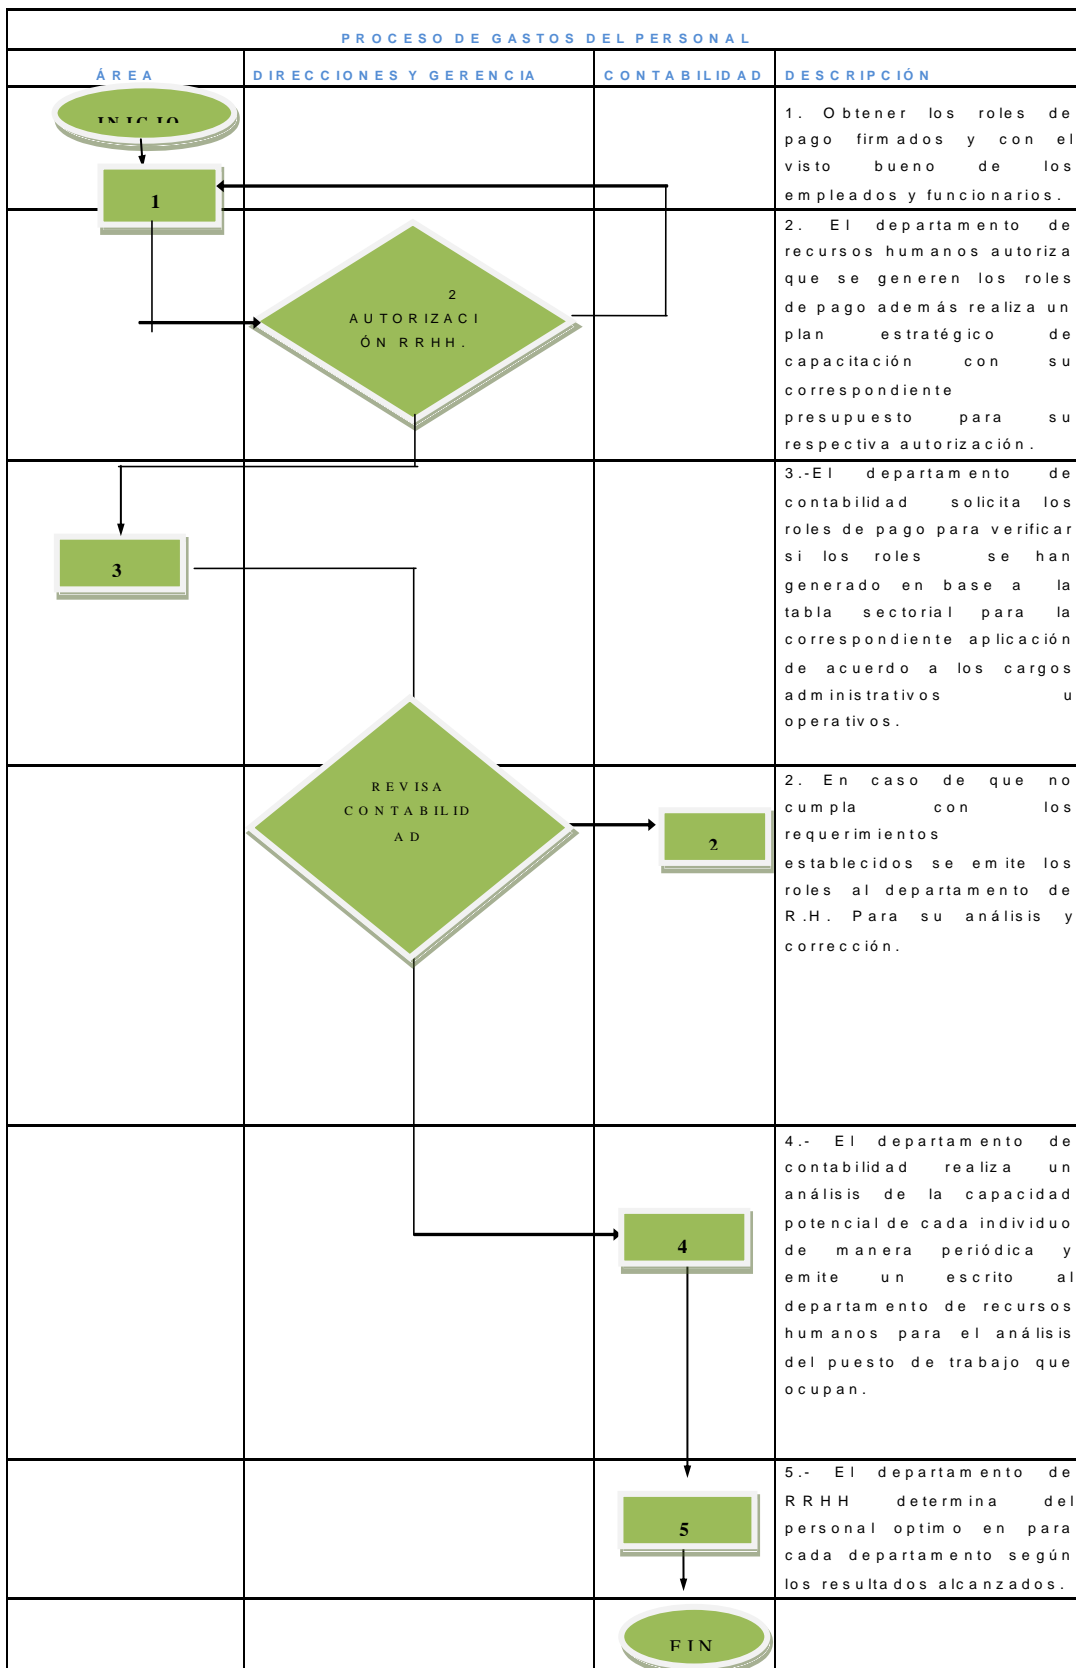 PROCESO DE GASTOS DEL PERSONAL
ÁREA
DIRECCIONES Y GERENCIA
CONTABILIDAD
DESCRIPCIÓN
INICIO
1
1. Obtener los roles de
pago firmados y con el
visto bueno de los
empleados y funcionarios.
2
AUTORIZACI
ÓN RRHH.
2. El departamento de
recursos humanos autoriza
que se generen los roles
de pago además realiza un
plan estratégico de
capacitación con su
correspondiente
presupuesto para su
respectiva autorización.
3
3.-El departamento de
contabilidad solicita los
roles de pago para verificar
si los roles se han
generado en base a la
tabla sectorial para la
correspondiente aplicación
de acuerdo a los cargos
administrativos u
operativos.
REVISA
CONTABILID
AD
2
2. En caso de que no
cumpla con los
requerimientos
establecidos se emite los
roles al departamento de
R.H. Para su análisis y
corrección.
4
4.- El departamento de
contabilidad realiza un
análisis de la capacidad
potencial de cada individuo
de manera periódica y
emite un escrito al
departamento de recursos
humanos para el análisis
del puesto de trabajo que
ocupan.
5
5.- El departamento de
RRHH determina del
personal optimo en para
cada departamento según
los resultados alcanzados.
FIN